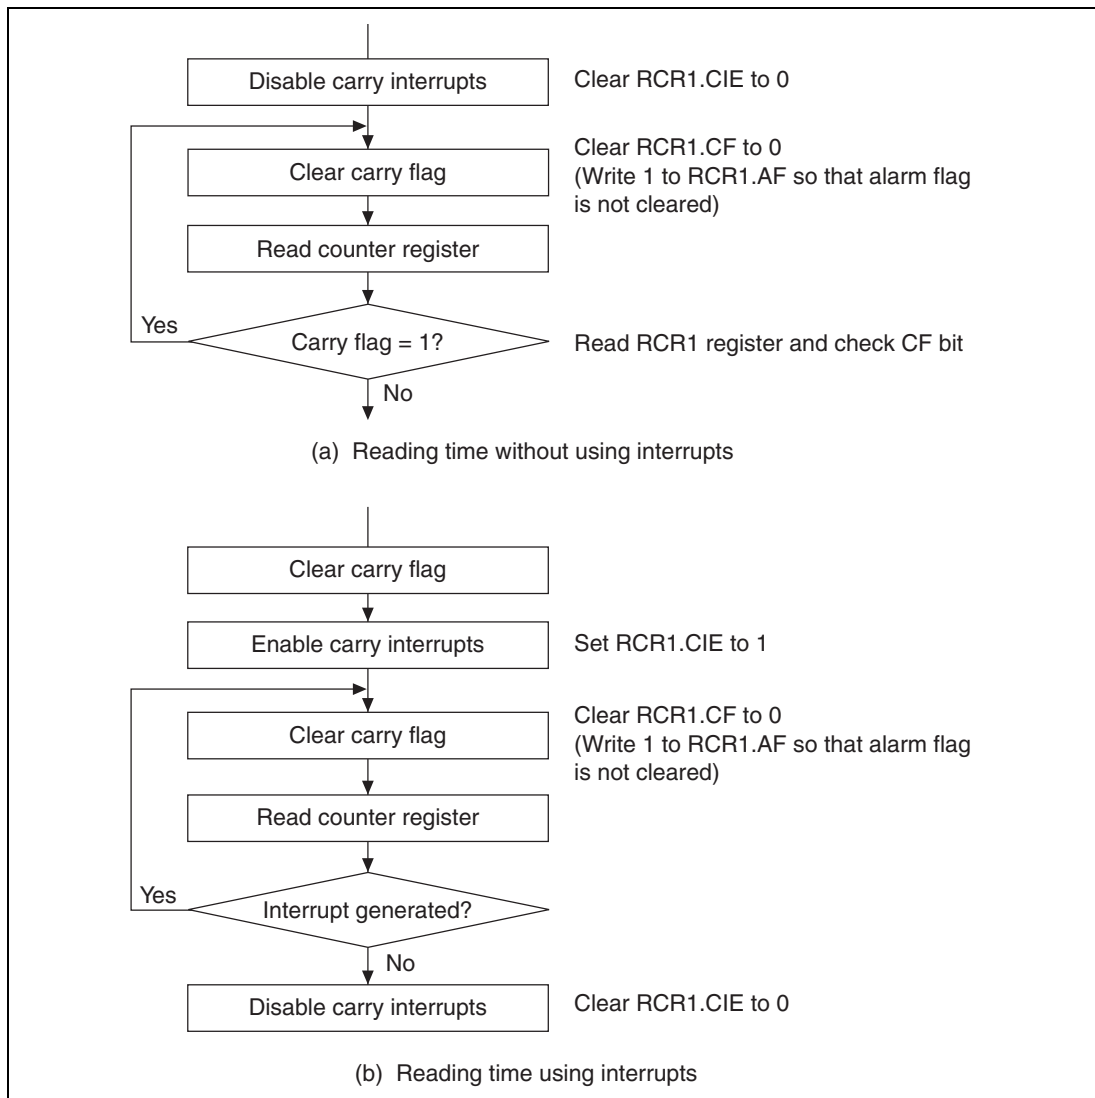 Disable carry interrupts
Clear RCR1.CIE to 0
Clear carry flag
Clear RCR1.CF to 0
(Write 1 to RCR1.AF so that alarm flag
is not cleared)
Read counter register
Yes
Carry flag = 1?
Read RCR1 register and check CF bit
No
(a) Reading time without using interrupts
Clear carry flag
Enable carry interrupts
Set RCR1.CIE to 1
Clear carry flag
Clear RCR1.CF to 0
(Write 1 to RCR1.AF so that alarm flag
is not cleared)
Read counter register
Yes
Interrupt generated?
No
Disable carry interrupts
Clear RCR1.CIE to 0
(b) Reading time using interrupts